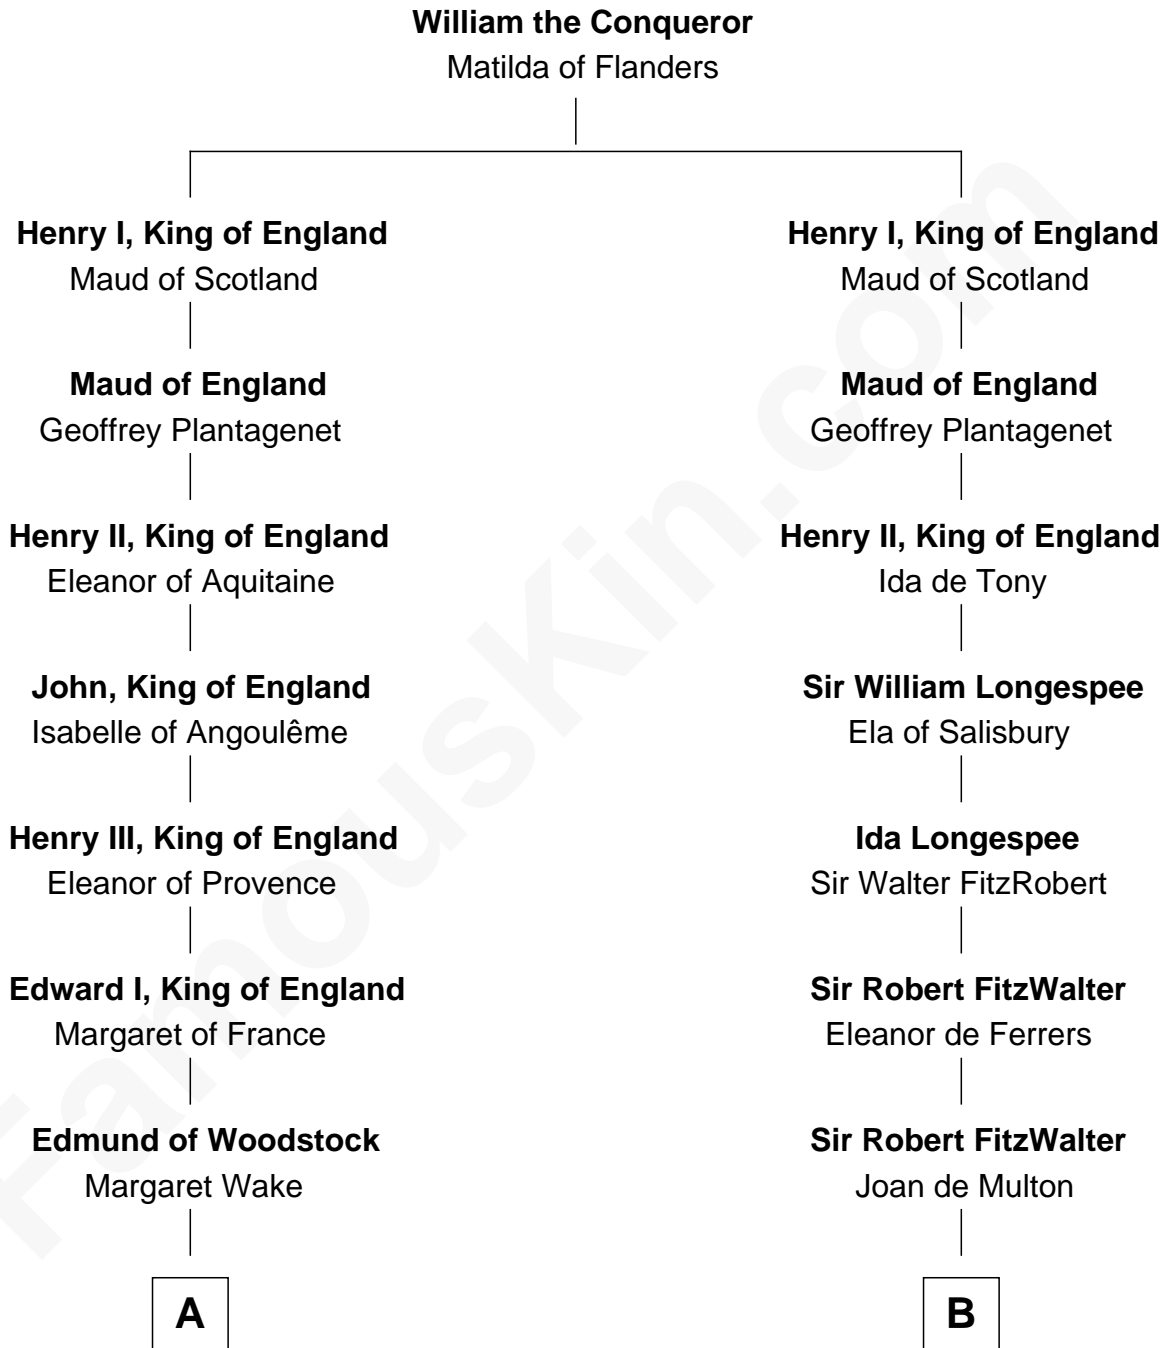 William the Conqueror
Matilda of Flanders
Henry I, King of England
Maud of Scotland
Maud of England
Geoffrey Plantagenet
Henry II, King of England
Eleanor of Aquitaine
John, King of England
Isabelle of Angoulême
Henry III, King of England
Eleanor of Provence
Edward I, King of England
Margaret of France
Edmund of Woodstock
Margaret Wake
A
Henry I, King of England
Maud of Scotland
Maud of England
Geoffrey Plantagenet
Henry II, King of England
Ida de Tony
Sir William Longespee
Ela of Salisbury
Ida Longespee
Sir Walter FitzRobert
Sir Robert FitzWalter
Eleanor de Ferrers
Sir Robert FitzWalter
Joan de Multon
B
FamousKin.com